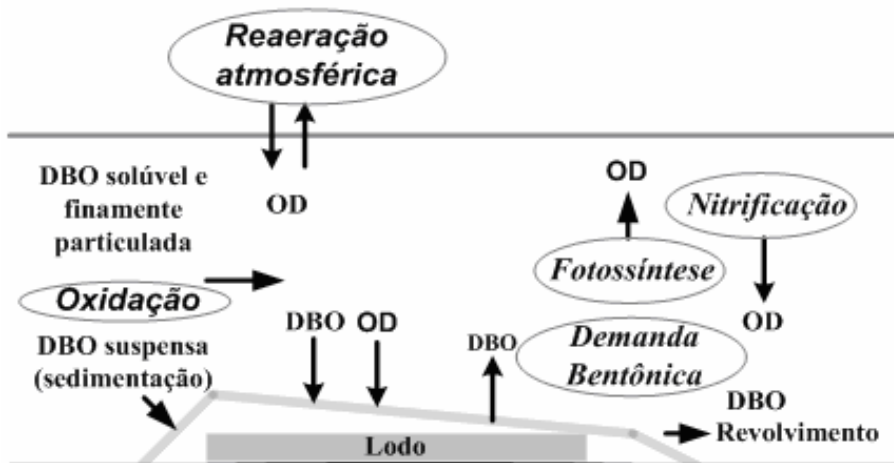 Reaeração
atmosférica
DBO solúvel e
finamente
particulada
OD
OD
Nitrificação
Fotossíntese
Oxidação
DBO OD
DBO
Demanda
Bentônica
OD
DBO suspensa
(sedimentação)
DBO
Revolvimento
Lodo